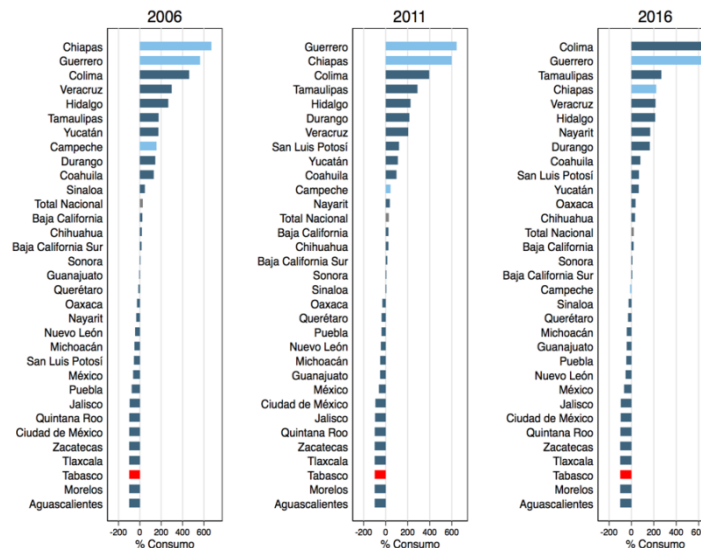 2006
Chiapas
Guerrero
Colima
Veracruz
Hidalgo
Tamaulipas
Yucatán
Campeche
Durango
Coahuila
Sinaloa
Total Nacional
Baja California
Chihuahua
Baja California Sur
Sonora
Guanajuato
Querétaro
Oaxaca
Nayarit
Nuevo León
Michoacán
San Luis Potosí
México
Puebla
Jalisco
Quintana Roo
Ciudad de México
Zacatecas
Tlaxcala
Tabasco
Morelos
Aguascalientes
-200 0 200 400 600
% Consumo
2011
Guerrero
Chiapas
Colima
Tamaulipas
Hidalgo
Durango
Veracruz
San Luis Potosí
Yucatán
Coahuila
Campeche
Nayarit
Total Nacional
Baja California
Chihuahua
Baja California Sur
Sonora
Sinaloa
Oaxaca
Querétaro
Puebla
Nuevo León
Michoacán
Guanajuato
México
Ciudad de México
Jalisco
Quintana Roo
Zacatecas
Tlaxcala
Tabasco
Morelos
Aguascalientes
-200 0 200 400 600
% Consumo
2016
Colima
Guerrero
Tamaulipas
Chiapas
Veracruz
Hidalgo
Nayarit
Durango
Coahuila
San Luis Potosí
Yucatán
Oaxaca
Chihuahua
Total Nacional
Baja California
Sonora
Baja California Sur
Campeche
Sinaloa
Querétaro
Michoacán
Guanajuato
Puebla
Nuevo León
México
Jalisco
Ciudad de México
Quintana Roo
Zacatecas
Tlaxcala
Tabasco
Morelos
Aguascalientes
-200 0 200 400 600
% Consumo